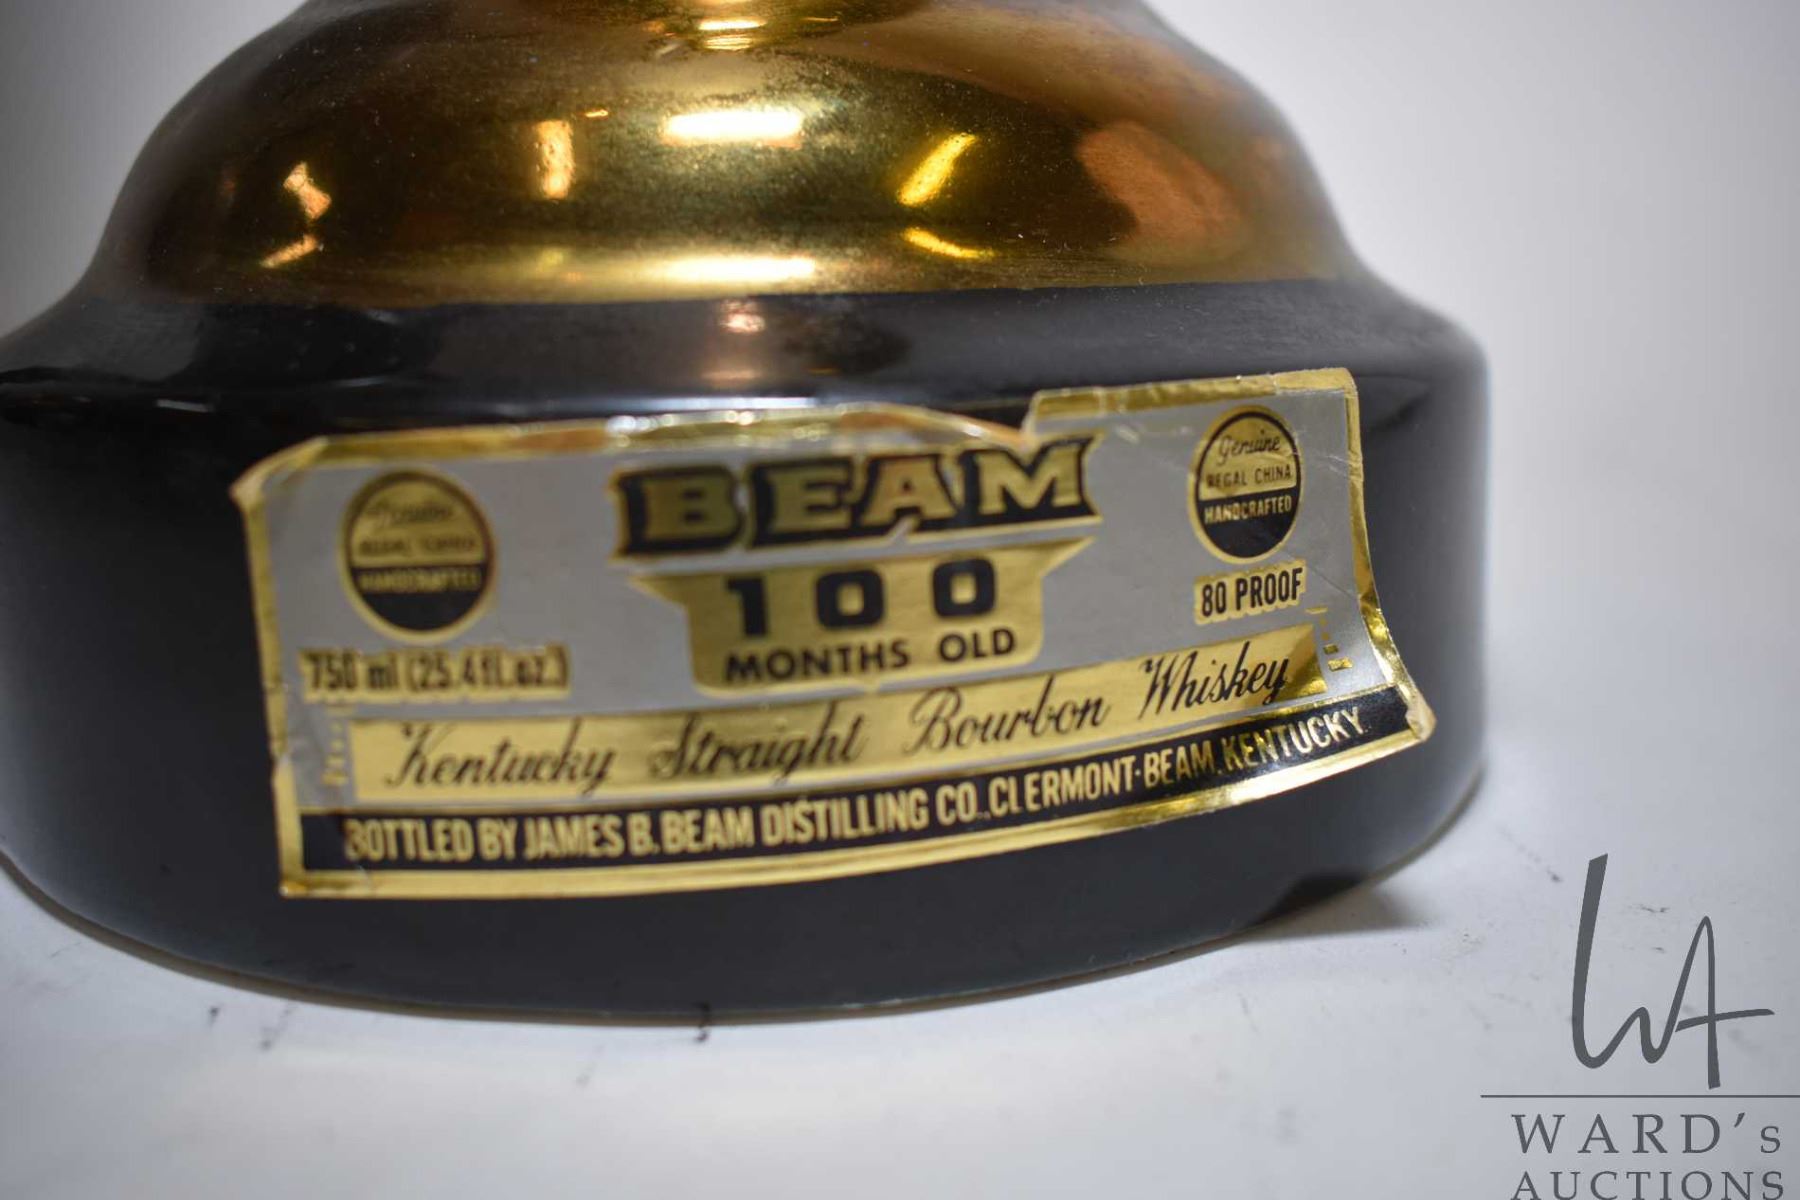 Genuine
REGAL CHINA
HANDCRAFTED
BEAM
100
MONTHS OLD
Genuine
REGAL CHINA
HANDCRAFTED
750 ml (25.4 fl. oz.)
80 PROOF
Kentucky Straight Bourbon Whiskey
BOTTLED BY JAMES B. BEAM DISTILLING CO., CLERMONT·BEAM, KENTUCKY
WA
WARD's
AUCTIONS